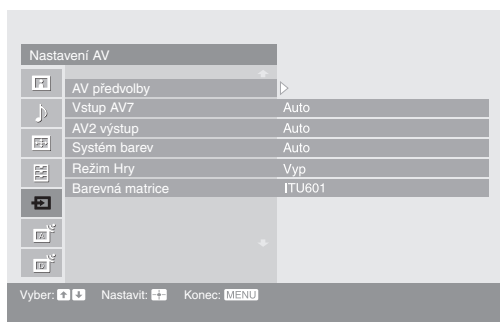 Nastavení AV
AV předvolby
Vstup AV7 Auto
AV2 výstup Auto
Systém barev Auto
Režim Hry Vyp
Barevná matrice ITU601
Vyber: Nastavit: Konec: MENU